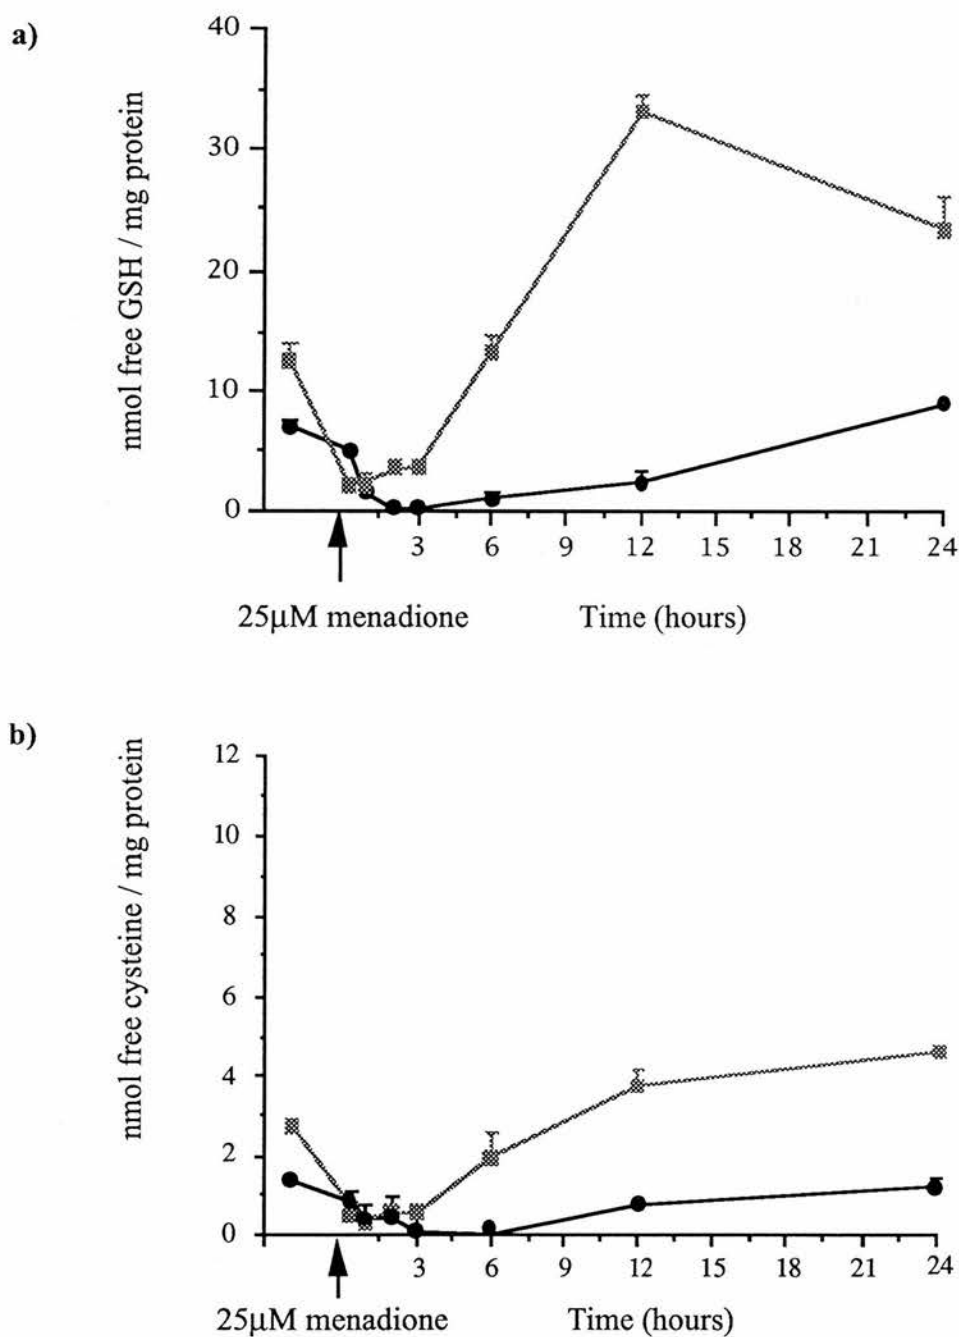 a)
nmol free GSH / mg protein
40
30
20
10
0
3 6 9 12 15 18 21 24
25μM menadione Time (hours)
b)
nmol free cysteine / mg protein
12
10
8
6
4
2
0
3 6 9 12 15 18 21 24
25μM menadione Time (hours)